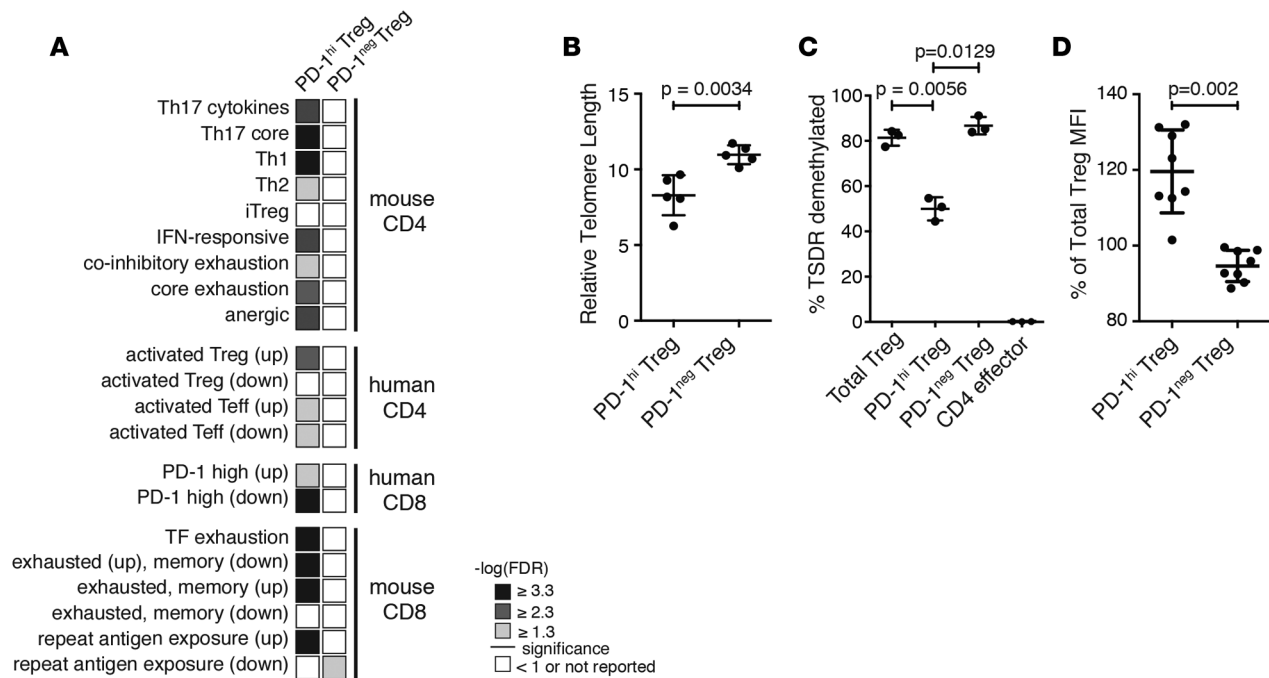 A
PD-1hi Treg
PD-1neg Treg
Th17 cytokines
Th17 core
Th1
Th2
iTreg
IFN-responsive
co-inhibitory exhaustion
core exhaustion
anergic
mouse
CD4
activated Treg (up)
activated Treg (down)
activated Teff (up)
activated Teff (down)
human
CD4
PD-1 high (up)
PD-1 high (down)
human
CD8
TF exhaustion
exhausted (up), memory (down)
exhausted, memory (up)
exhausted, memory (down)
repeat antigen exposure (up)
repeat antigen exposure (down)
mouse
CD8
-log(FDR)
≥ 3.3
≥ 2.3
≥ 1.3
significance
< 1 or not reported
B
p = 0.0034
Relative Telomere Length
15
10
5
0
PD-1hi Treg
PD-1neg Treg
C
p=0.0129
p = 0.0056
% TSDR demethylated
100
80
60
40
20
0
Total Treg
PD-1hi Treg
PD-1neg Treg
CD4 effector
D
p=0.002
% of Total Treg MFI
140
120
100
80
PD-1hi Treg
PD-1neg Treg